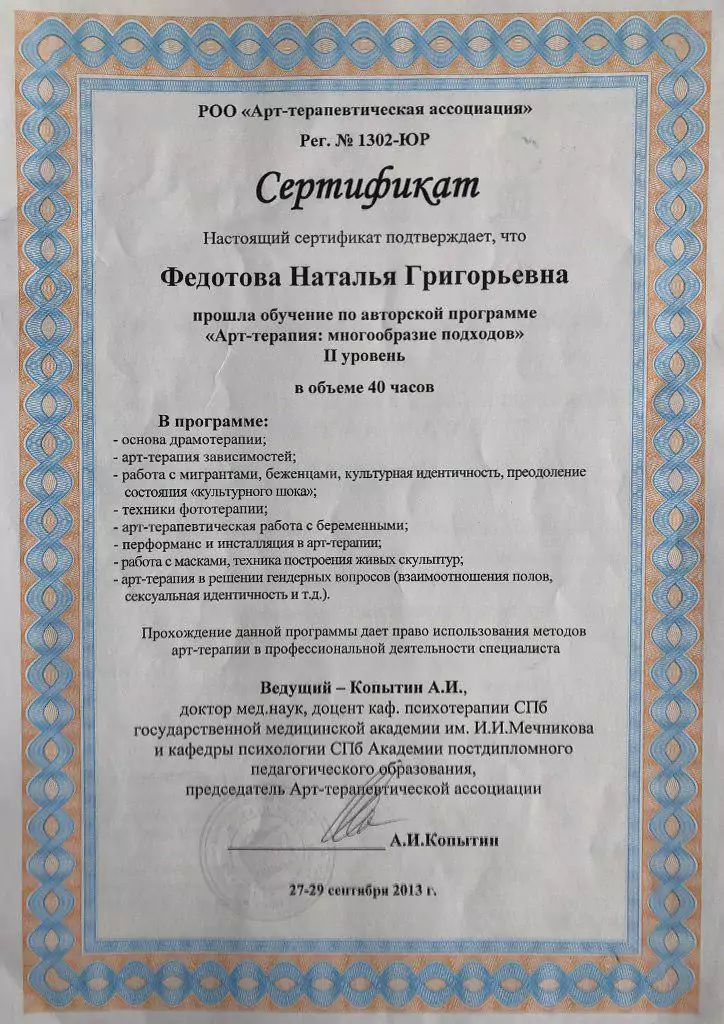 РОО «Арт-терапевтическая ассоциация»
Рег. № 1302-ЮР
Сертификат
Настоящий сертификат подтверждает, что
Федотова Наталья Григорьевна
прошла обучение по авторской программе
«Арт-терапия: многообразие подходов»
II уровень
в объеме 40 часов
В программе:
- основа драмотерапии;
- арт-терапия зависимостей;
- работа с мигрантами, беженцами, культурная идентичность, преодоление
состояния «культурного шока»;
- техники фототерапии;
- арт-терапевтическая работа с беременными;
- перформанс и инсталляция в арт-терапии;
- работа с масками, техника построения живых скульптур;
- арт-терапия в решении гендерных вопросов (взаимоотношения полов,
сексуальная идентичность и т.д.).
Прохождение данной программы дает право использования методов
арт-терапии в профессиональной деятельности специалиста
Ведущий – Копытин А.И.,
доктор мед.наук, доцент каф. психотерапии СПб
государственной медицинской академии им. И.И.Мечникова
и кафедры психологии СПб Академии постдипломного
педагогического образования,
председатель Арт-терапевтической ассоциации
А.И.Копытин
27-29 сентября 2013 г.